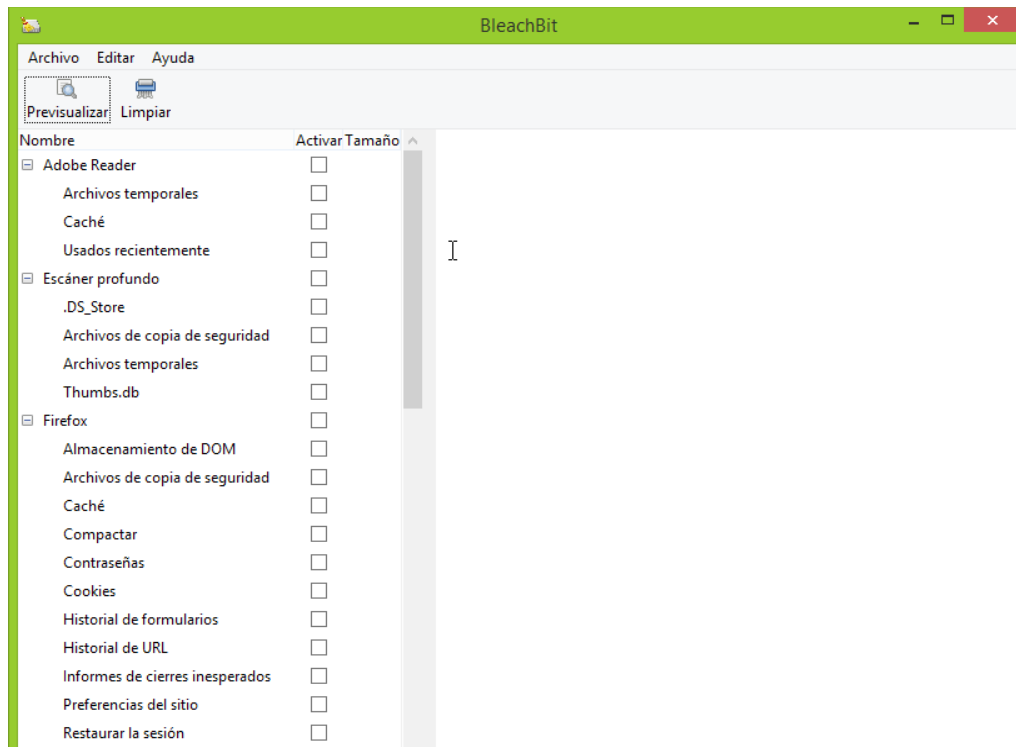 BleachBit
Archivo Editar Ayuda
Previsualizar Limpiar
Nombre Activar Tamaño
Adobe Reader
Archivos temporales
Caché
Usados recientemente
Escáner profundo
.DS_Store
Archivos de copia de seguridad
Archivos temporales
Thumbs.db
Firefox
Almacenamiento de DOM
Archivos de copia de seguridad
Caché
Compactar
Contraseñas
Cookies
Historial de formularios
Historial de URL
Informes de cierres inesperados
Preferencias del sitio
Restaurar la sesión